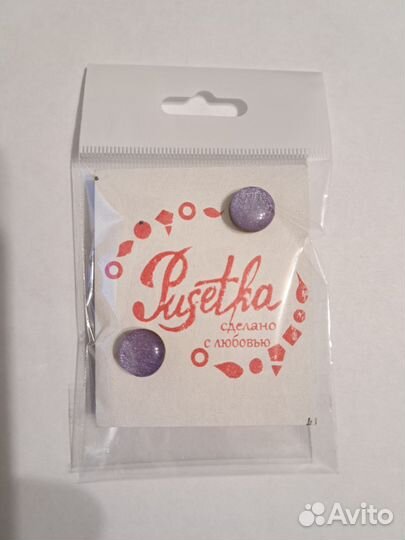 Pusetka
сделано
с любовью
Avito